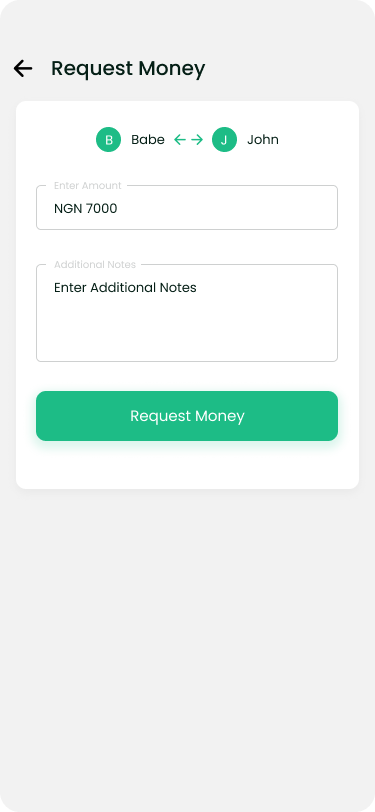 Request Money
B Babe J John
Enter Amount
NGN 7000
Additional Notes
Enter Additional Notes
Request Money